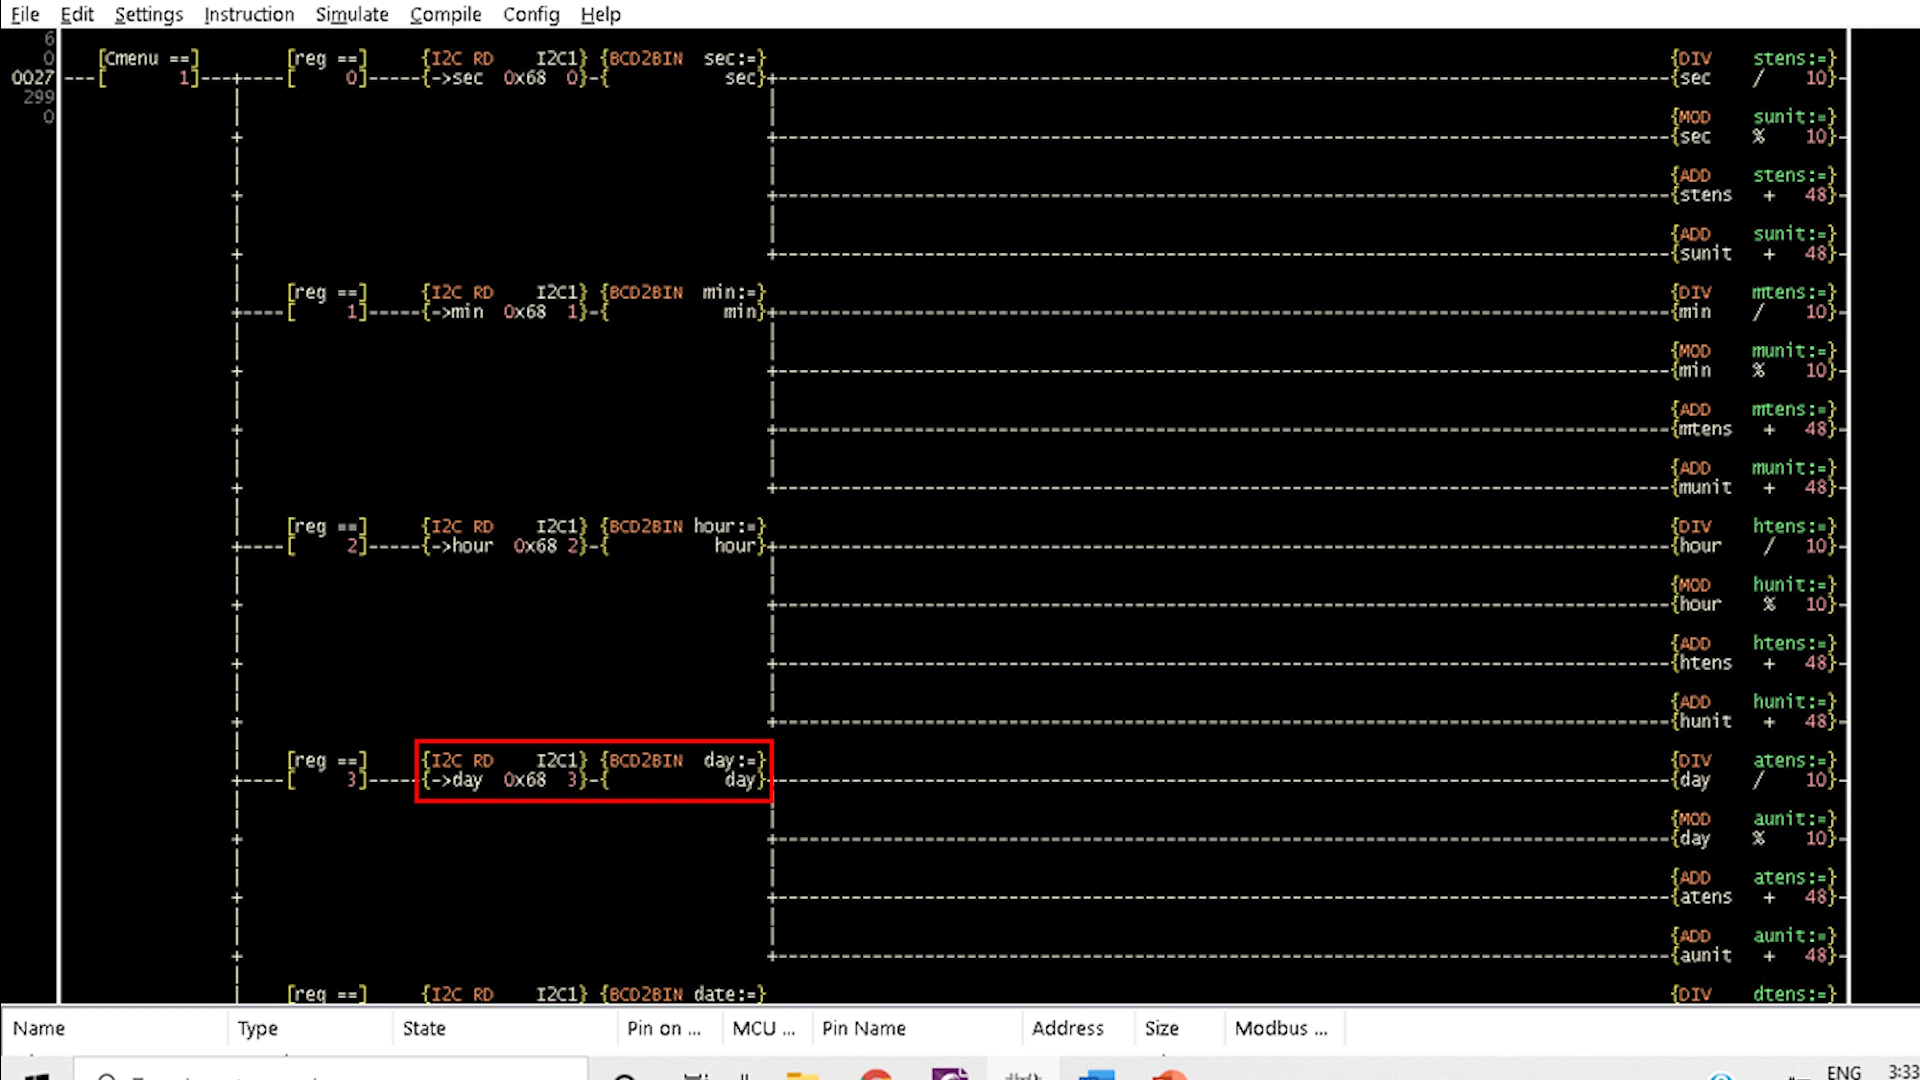 File Edit Settings Instruction Simulate Compile Config Help
6
0 [Cmenu ==] [reg ==] {I2C RD I2C1} {BCD2BIN sec:=} {DIV stens:=}
0027 [ 1] [ 0] {->sec 0x68 0} { sec} {sec / 10}
299
0 {MOD sunit:=}
{sec % 10}
{ADD stens:=}
{stens + 48}
{ADD sunit:=}
{sunit + 48}
[reg ==] {I2C RD I2C1} {BCD2BIN min:=} {DIV mtens:=}
[ 1] {->min 0x68 1} { min} {min / 10}
{MOD munit:=}
{min % 10}
{ADD mtens:=}
{mtens + 48}
{ADD munit:=}
{munit + 48}
[reg ==] {I2C RD I2C1} {BCD2BIN hour:=} {DIV htens:=}
[ 2] {->hour 0x68 2} { hour} {hour / 10}
{MOD hunit:=}
{hour % 10}
{ADD htens:=}
{htens + 48}
{ADD hunit:=}
{hunit + 48}
[reg ==] {I2C RD I2C1} {BCD2BIN day:=} {DIV atens:=}
[ 3] {->day 0x68 3} { day} {day / 10}
{MOD aunit:=}
{day % 10}
{ADD atens:=}
{atens + 48}
{ADD aunit:=}
{aunit + 48}
[reg ==] {I2C RD I2C1} {BCD2BIN date:=} {DIV dtens:=}
Name Type State Pin on ... MCU ... Pin Name Address Size Modbus ...
ENG 3:33